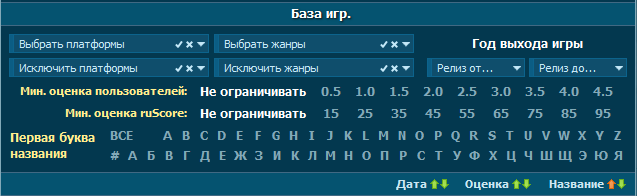 База игр.
Выбрать платформы Выбрать жанры Год выхода игры
Исключить платформы Исключить жанры Релиз от... Релиз до...
Мин. оценка пользователей: Не ограничивать 0.5 1.0 1.5 2.0 2.5 3.0 3.5 4.0 4.5
Мин. оценка ruScore: Не ограничивать 15 25 35 45 55 65 75 85 95
Первая буква названия
ВСЕ A B C D E F G H I J K L M N O P Q R S T U V W X Y Z
# А Б В Г Д Е Ж З И К Л М Н О П Р С Т У Ф Х Ц Ч Ш Щ Э Ю Я
Дата Оценка Название